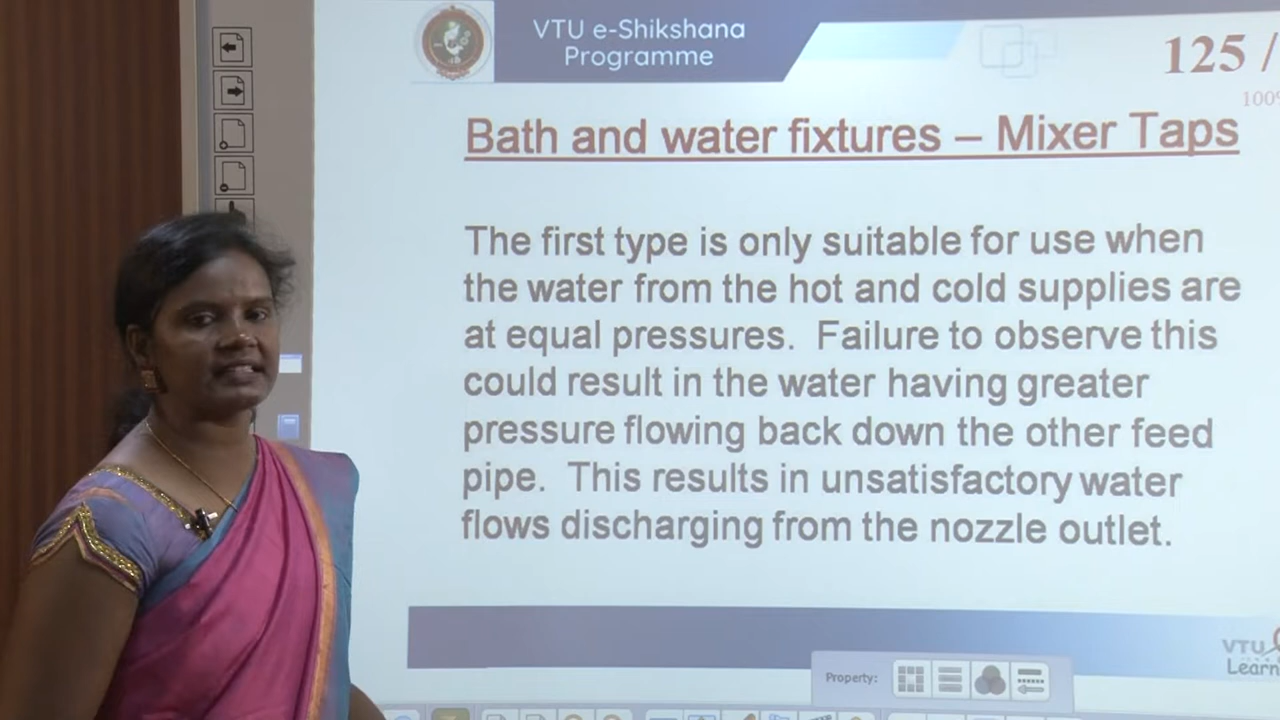 VTU e-Shikshana
Programme
125 /
100%
Bath and water fixtures – Mixer Taps
The first type is only suitable for use when
the water from the hot and cold supplies are
at equal pressures. Failure to observe this
could result in the water having greater
pressure flowing back down the other feed
pipe. This results in unsatisfactory water
flows discharging from the nozzle outlet.
VTU
Learn
Property: